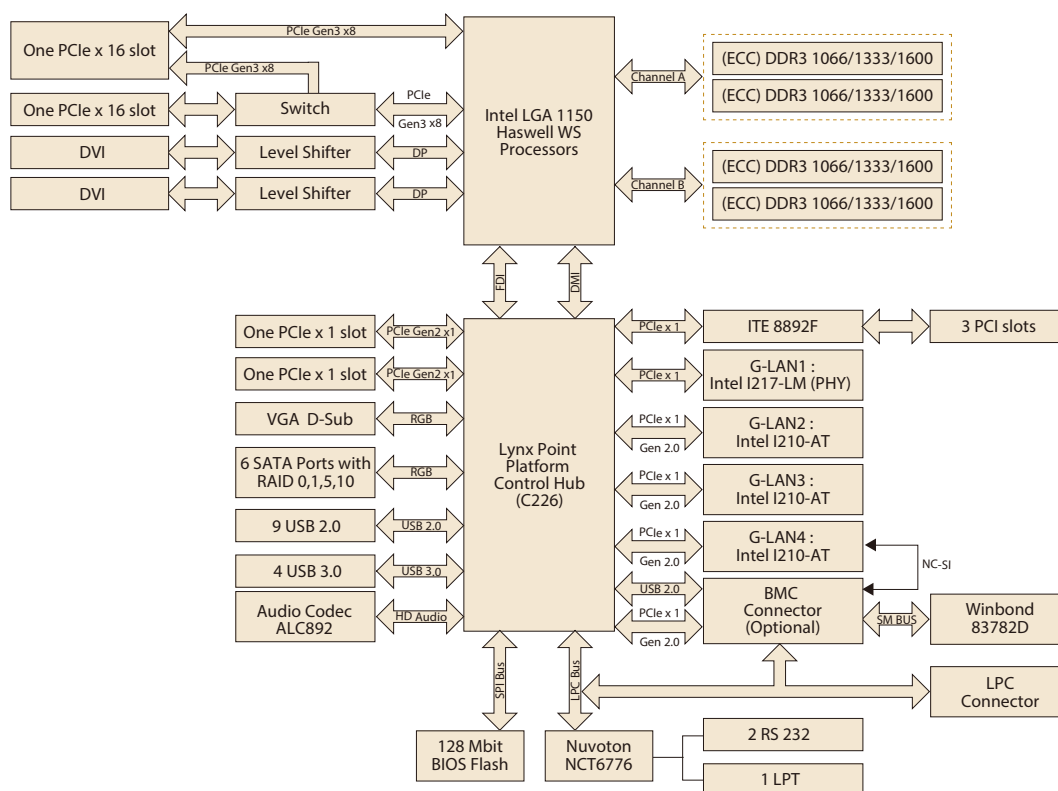 One PCIe x 16 slot
PCIe Gen3 x8
PCIe Gen3 x8
One PCIe x 16 slot
Switch
PCIe
Gen3 x8
DVI
Level Shifter
DP
DVI
Level Shifter
DP
Intel LGA 1150
Haswell WS
Processors
Channel A
(ECC) DDR3 1066/1333/1600
(ECC) DDR3 1066/1333/1600
Channel B
(ECC) DDR3 1066/1333/1600
(ECC) DDR3 1066/1333/1600
FDI
DMI
One PCIe x 1 slot
PCIe Gen2 x1
One PCIe x 1 slot
PCIe Gen2 x1
VGA D-Sub
RGB
6 SATA Ports with
RAID 0,1,5,10
RGB
9 USB 2.0
USB 2.0
4 USB 3.0
USB 3,0
Audio Codec
ALC892
HD Audio
Lynx Point
Platform
Control Hub
(C226)
PCIe x 1
ITE 8892F
3 PCI slots
PCIe x 1
G-LAN1 :
Intel I217-LM (PHY)
PCIe x 1
Gen 2.0
G-LAN2 :
Intel I210-AT
PCIe x 1
Gen 2.0
G-LAN3 :
Intel I210-AT
PCIe x 1
Gen 2.0
G-LAN4 :
Intel I210-AT
NC-SI
USB 2.0
PCIe x 1
Gen 2.0
BMC
Connector
(Optional)
SM BUS
Winbond
83782D
SPI Bus
LPC Bus
LPC
Connector
128 Mbit
BIOS Flash
Nuvoton
NCT6776
2 RS 232
1 LPT